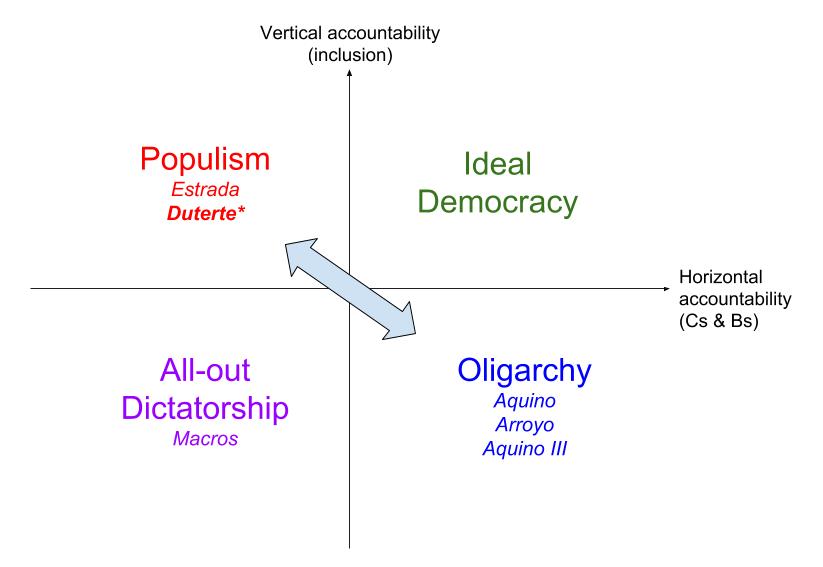 Vertical accountability
(inclusion)
Populism
Estrada
Duterte*
Ideal
Democracy
Horizontal
accountability
(Cs & Bs)
All-out
Dictatorship
Macros
Oligarchy
Aquino
Arroyo
Aquino III